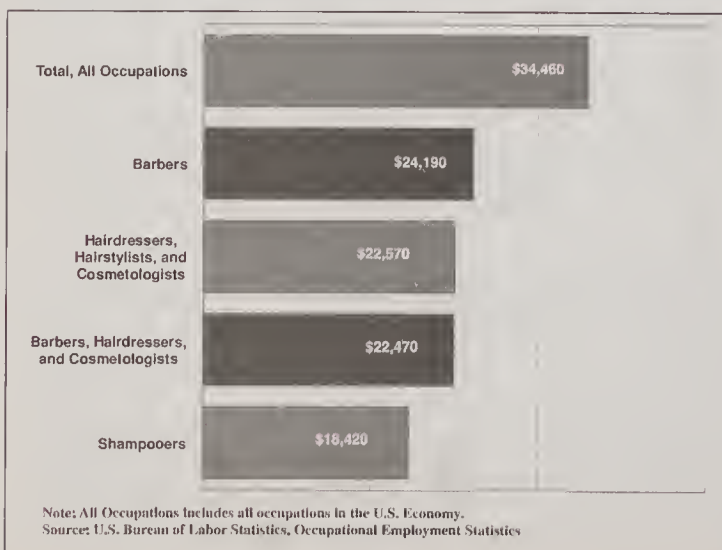 Total, All Occupations
$34,460
Barbers
$24,190
Hairdressers,
Hairstylists, and
Cosmetologists
$22,570
Barbers, Hairdressers,
and Cosmetologists
$22,470
Shampooers
$18,420
Note: All Occupations includes all occupations in the U.S. Economy.
Source: U.S. Bureau of Labor Statistics, Occupational Employment Statistics